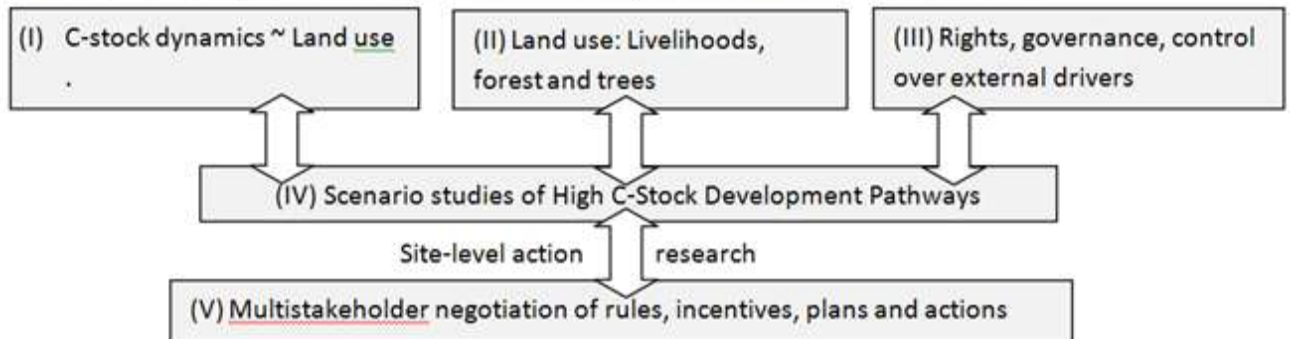 (I) C-stock dynamics ~ Land use
.
(II) Land use: Livelihoods,
forest and trees
(III) Rights, governance, control
over external drivers
(IV) Scenario studies of High C-Stock Development Pathways
Site-level action research
(V) Multistakeholder negotiation of rules, incentives, plans and actions